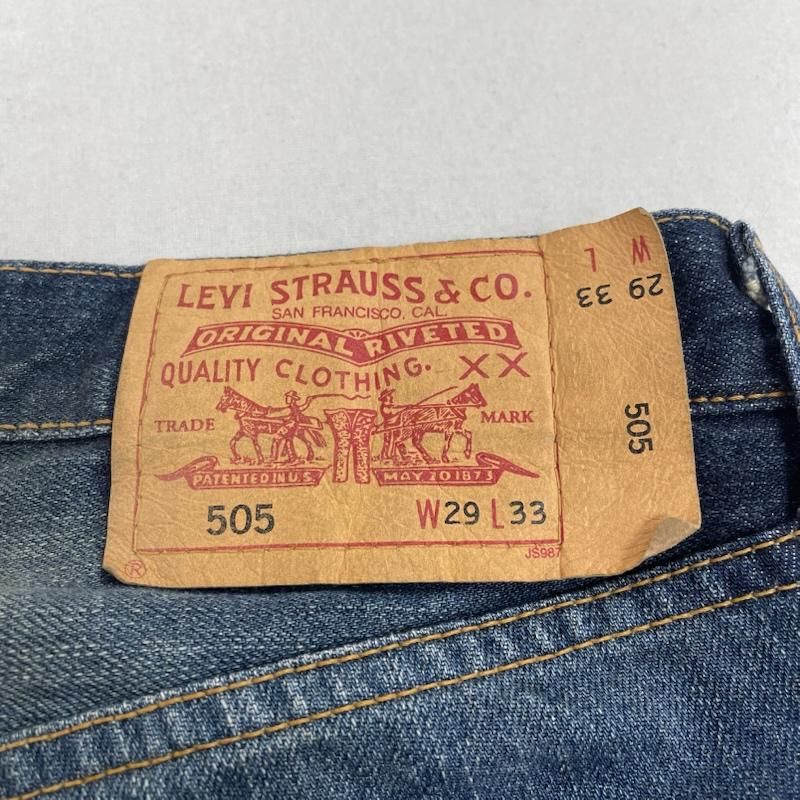 LEVI STRAUSS & CO.
SAN FRANCISCO, CAL.
ORIGINAL RIVETED
QUALITY CLOTHING. XX
TRADE MARK
PATENTED IN U.S. MAY 20 1873
505 W29 L33
® JS987
W L
29 33
505